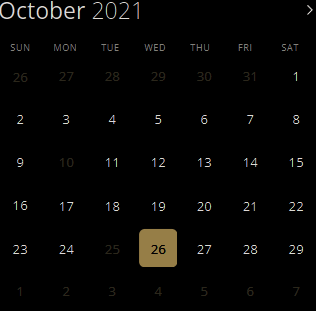 October 2021 >
SUN MON TUE WED THU FRI SAT
26 27 28 29 30 31 1
2 3 4 5 6 7 8
9 10 11 12 13 14 15
16 17 18 19 20 21 22
23 24 25 26 27 28 29
1 2 3 4 5 6 7